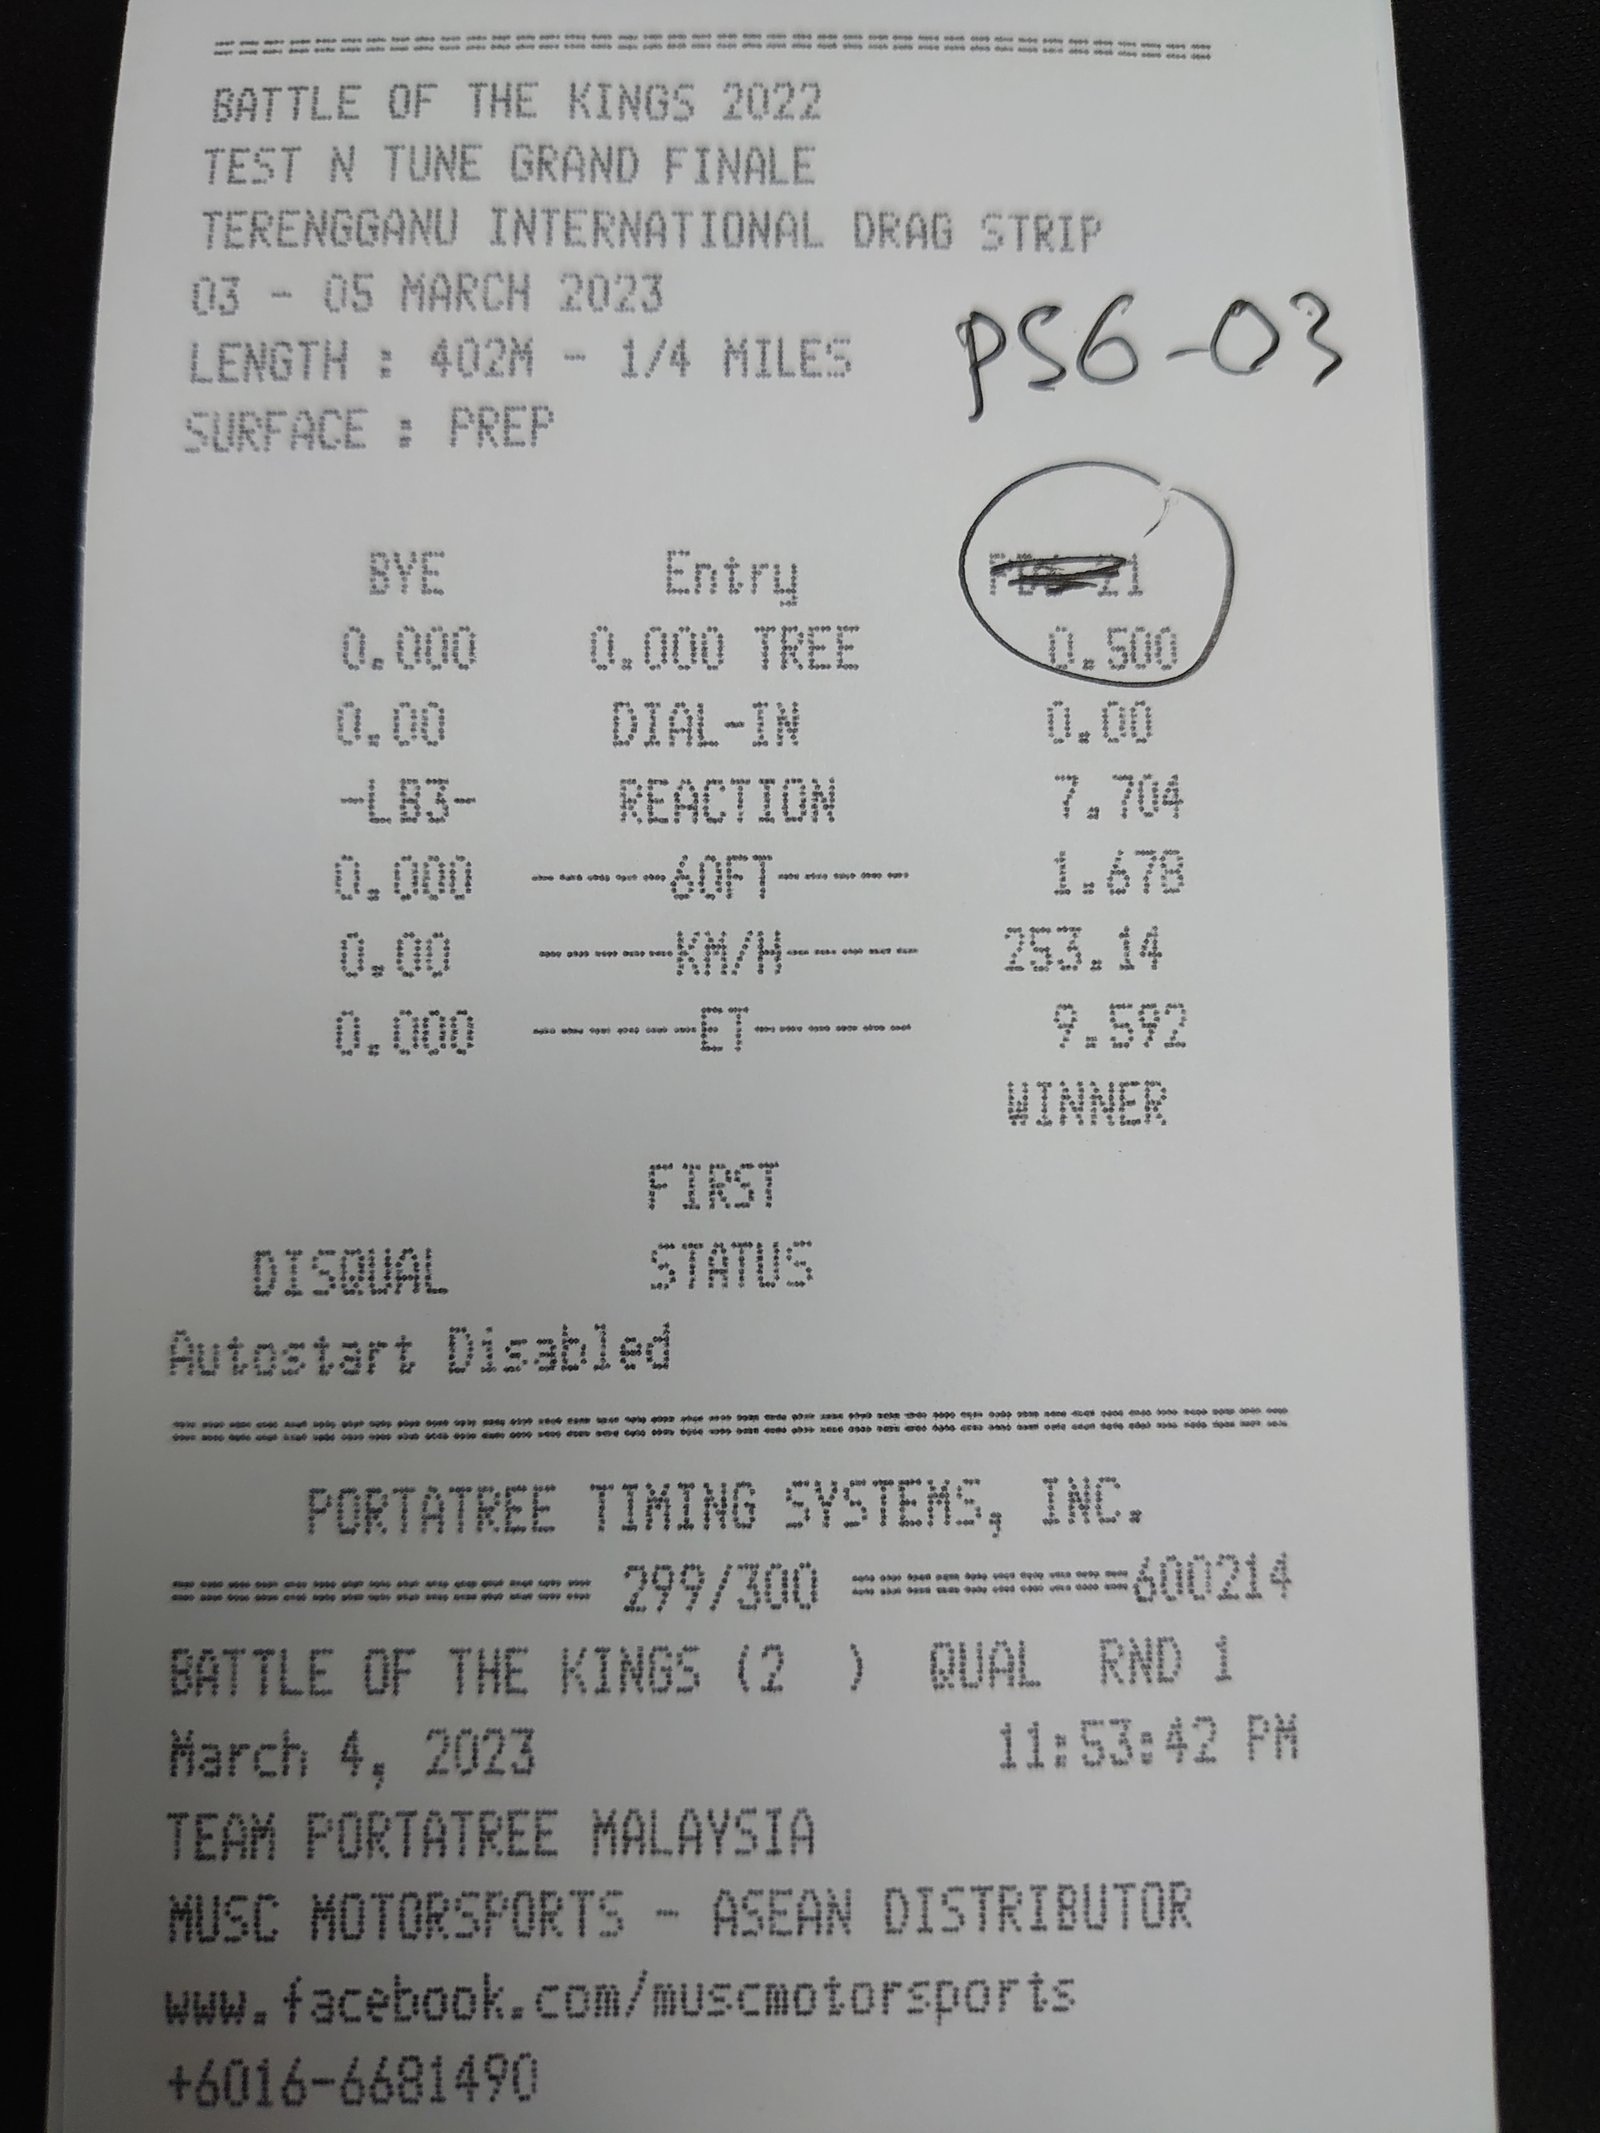 ================================
BATTLE OF THE KINGS 2022
TEST N TUNE GRAND FINALE
TERENGGANU INTERNATIONAL DRAG STRIP
03 - 05 MARCH 2023
LENGTH : 402M - 1/4 MILES
PS6-03
SURFACE : PREP
BYE Entry
0.000 0.000 TREE 0.500
0.00 DIAL-IN 0.00
-LB3- REACTION 7.704
0.000 -----60FT----- 1.678
0.00 -----KM/H----- 253.14
0.000 ------ET------ 9.592
WINNER
FIRST
DISQUAL STATUS
Autostart Disabled
========================================
PORTATREE TIMING SYSTEMS, INC.
=============== 299/300 ==========600214
BATTLE OF THE KINGS (2 ) QUAL RND 1
March 4, 2023 11:53:42 PM
TEAM PORTATREE MALAYSIA
MUSC MOTORSPORTS - ASEAN DISTRIBUTOR
www.facebook.com/muscmotorsports
+6016-6681490